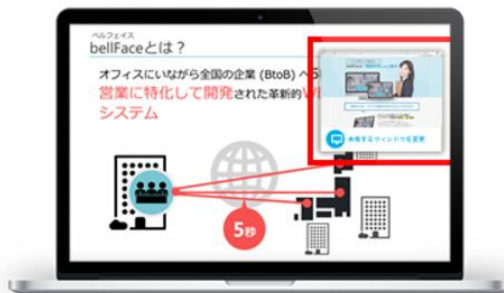 ベルフェイス
bellFaceとは？
オフィスにいながら全国の企業 (BtoB) へ5
営業に特化して開発された革新的W
システム
共有するウィンドウを変更
5秒